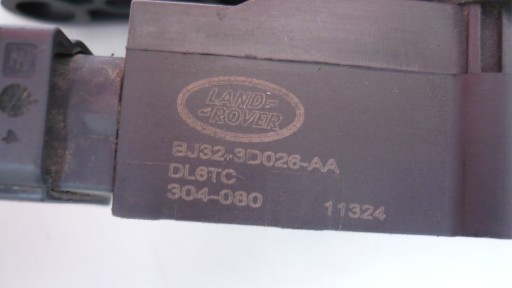 LAND-
ROVER
BJ32-3D026-AA
DL6TC
304-080 11324